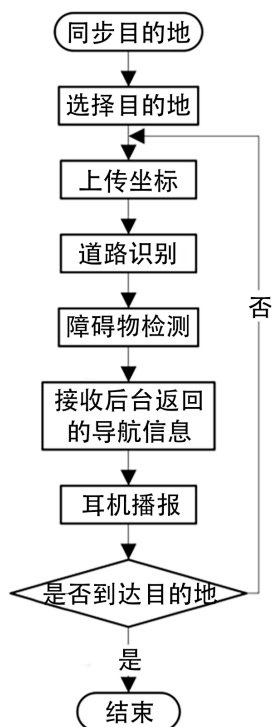 同步目的地
选择目的地
上传坐标
道路识别
否
障碍物检测
接收后台返回
的导航信息
耳机播报
是否到达目的地
是
结束